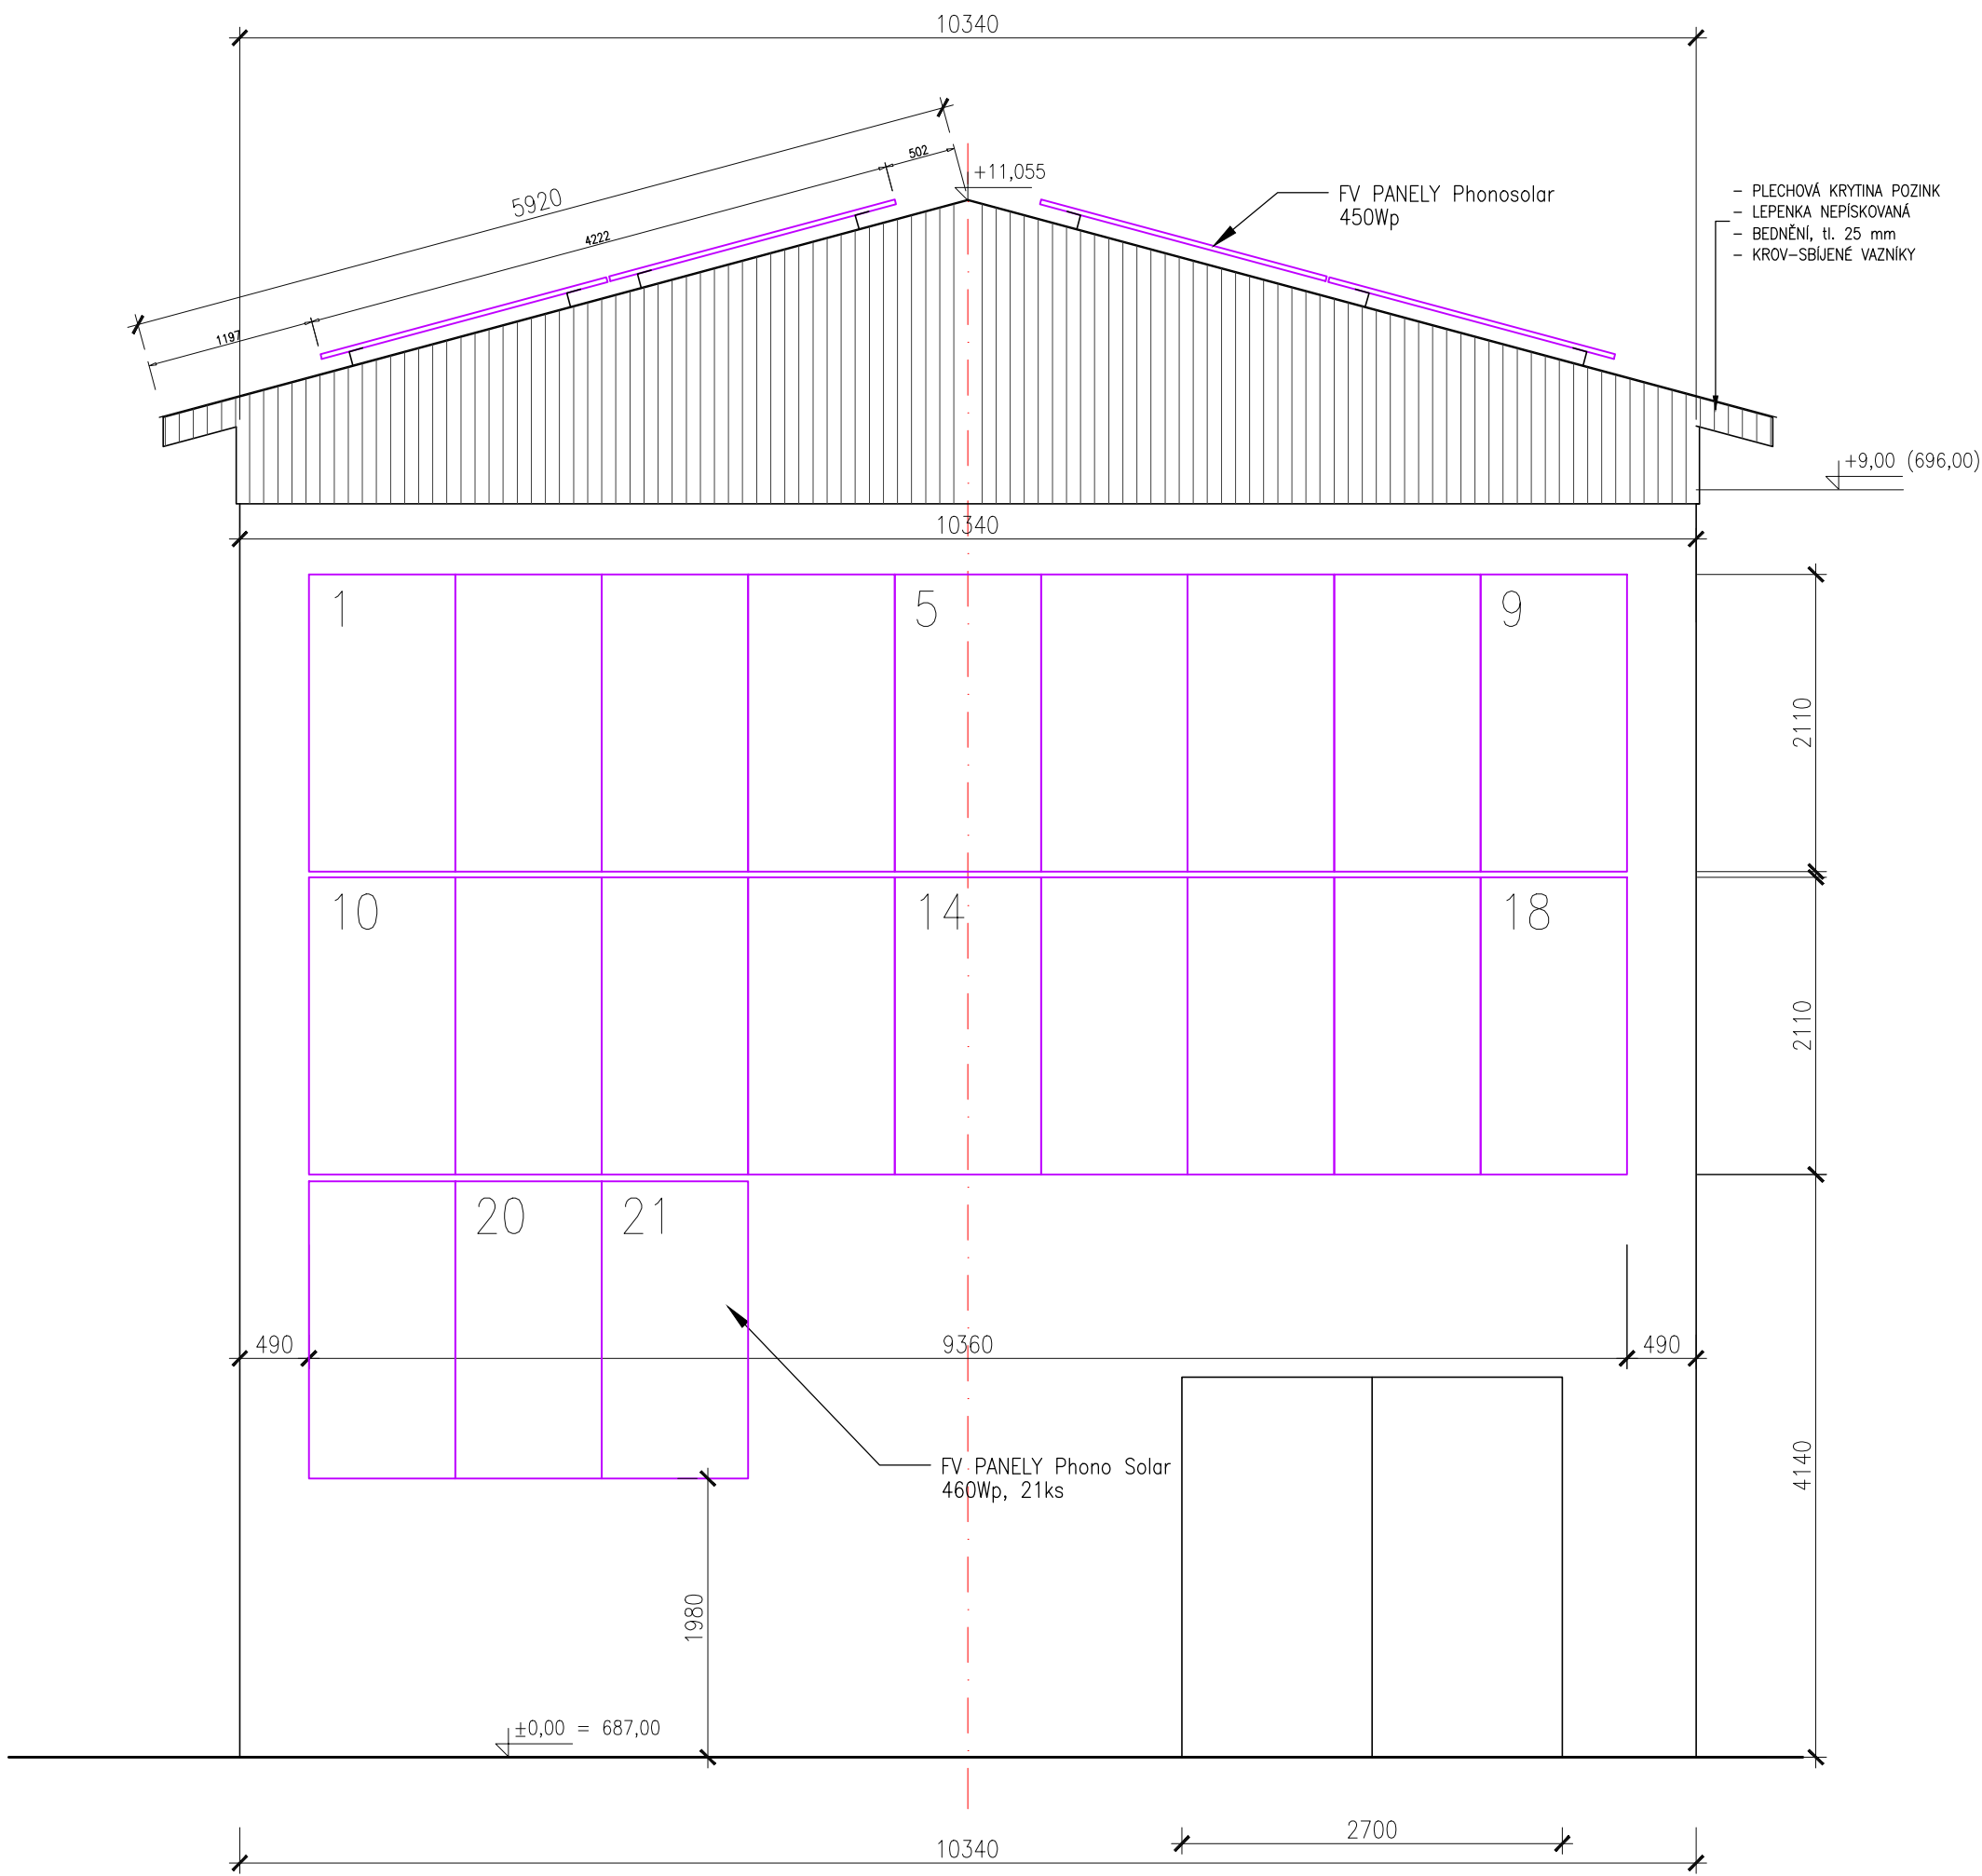 10340
502
+11,055
5920
FV PANELY Phonosolar
450Wp
– PLECHOVÁ KRYTINA POZINK
– LEPENKA NEPÍSKOVANÁ
– BEDNĚNÍ, tl. 25 mm
– KROV–SBÍJENÉ VAZNÍKY
4222
1197
+9,00 (696,00)
10340
1
5
9
2110
10
14
18
2110
20
21
490
9360
490
FV PANELY Phono Solar
460Wp, 21ks
4140
1980
±0,00 = 687,00
2700
10340